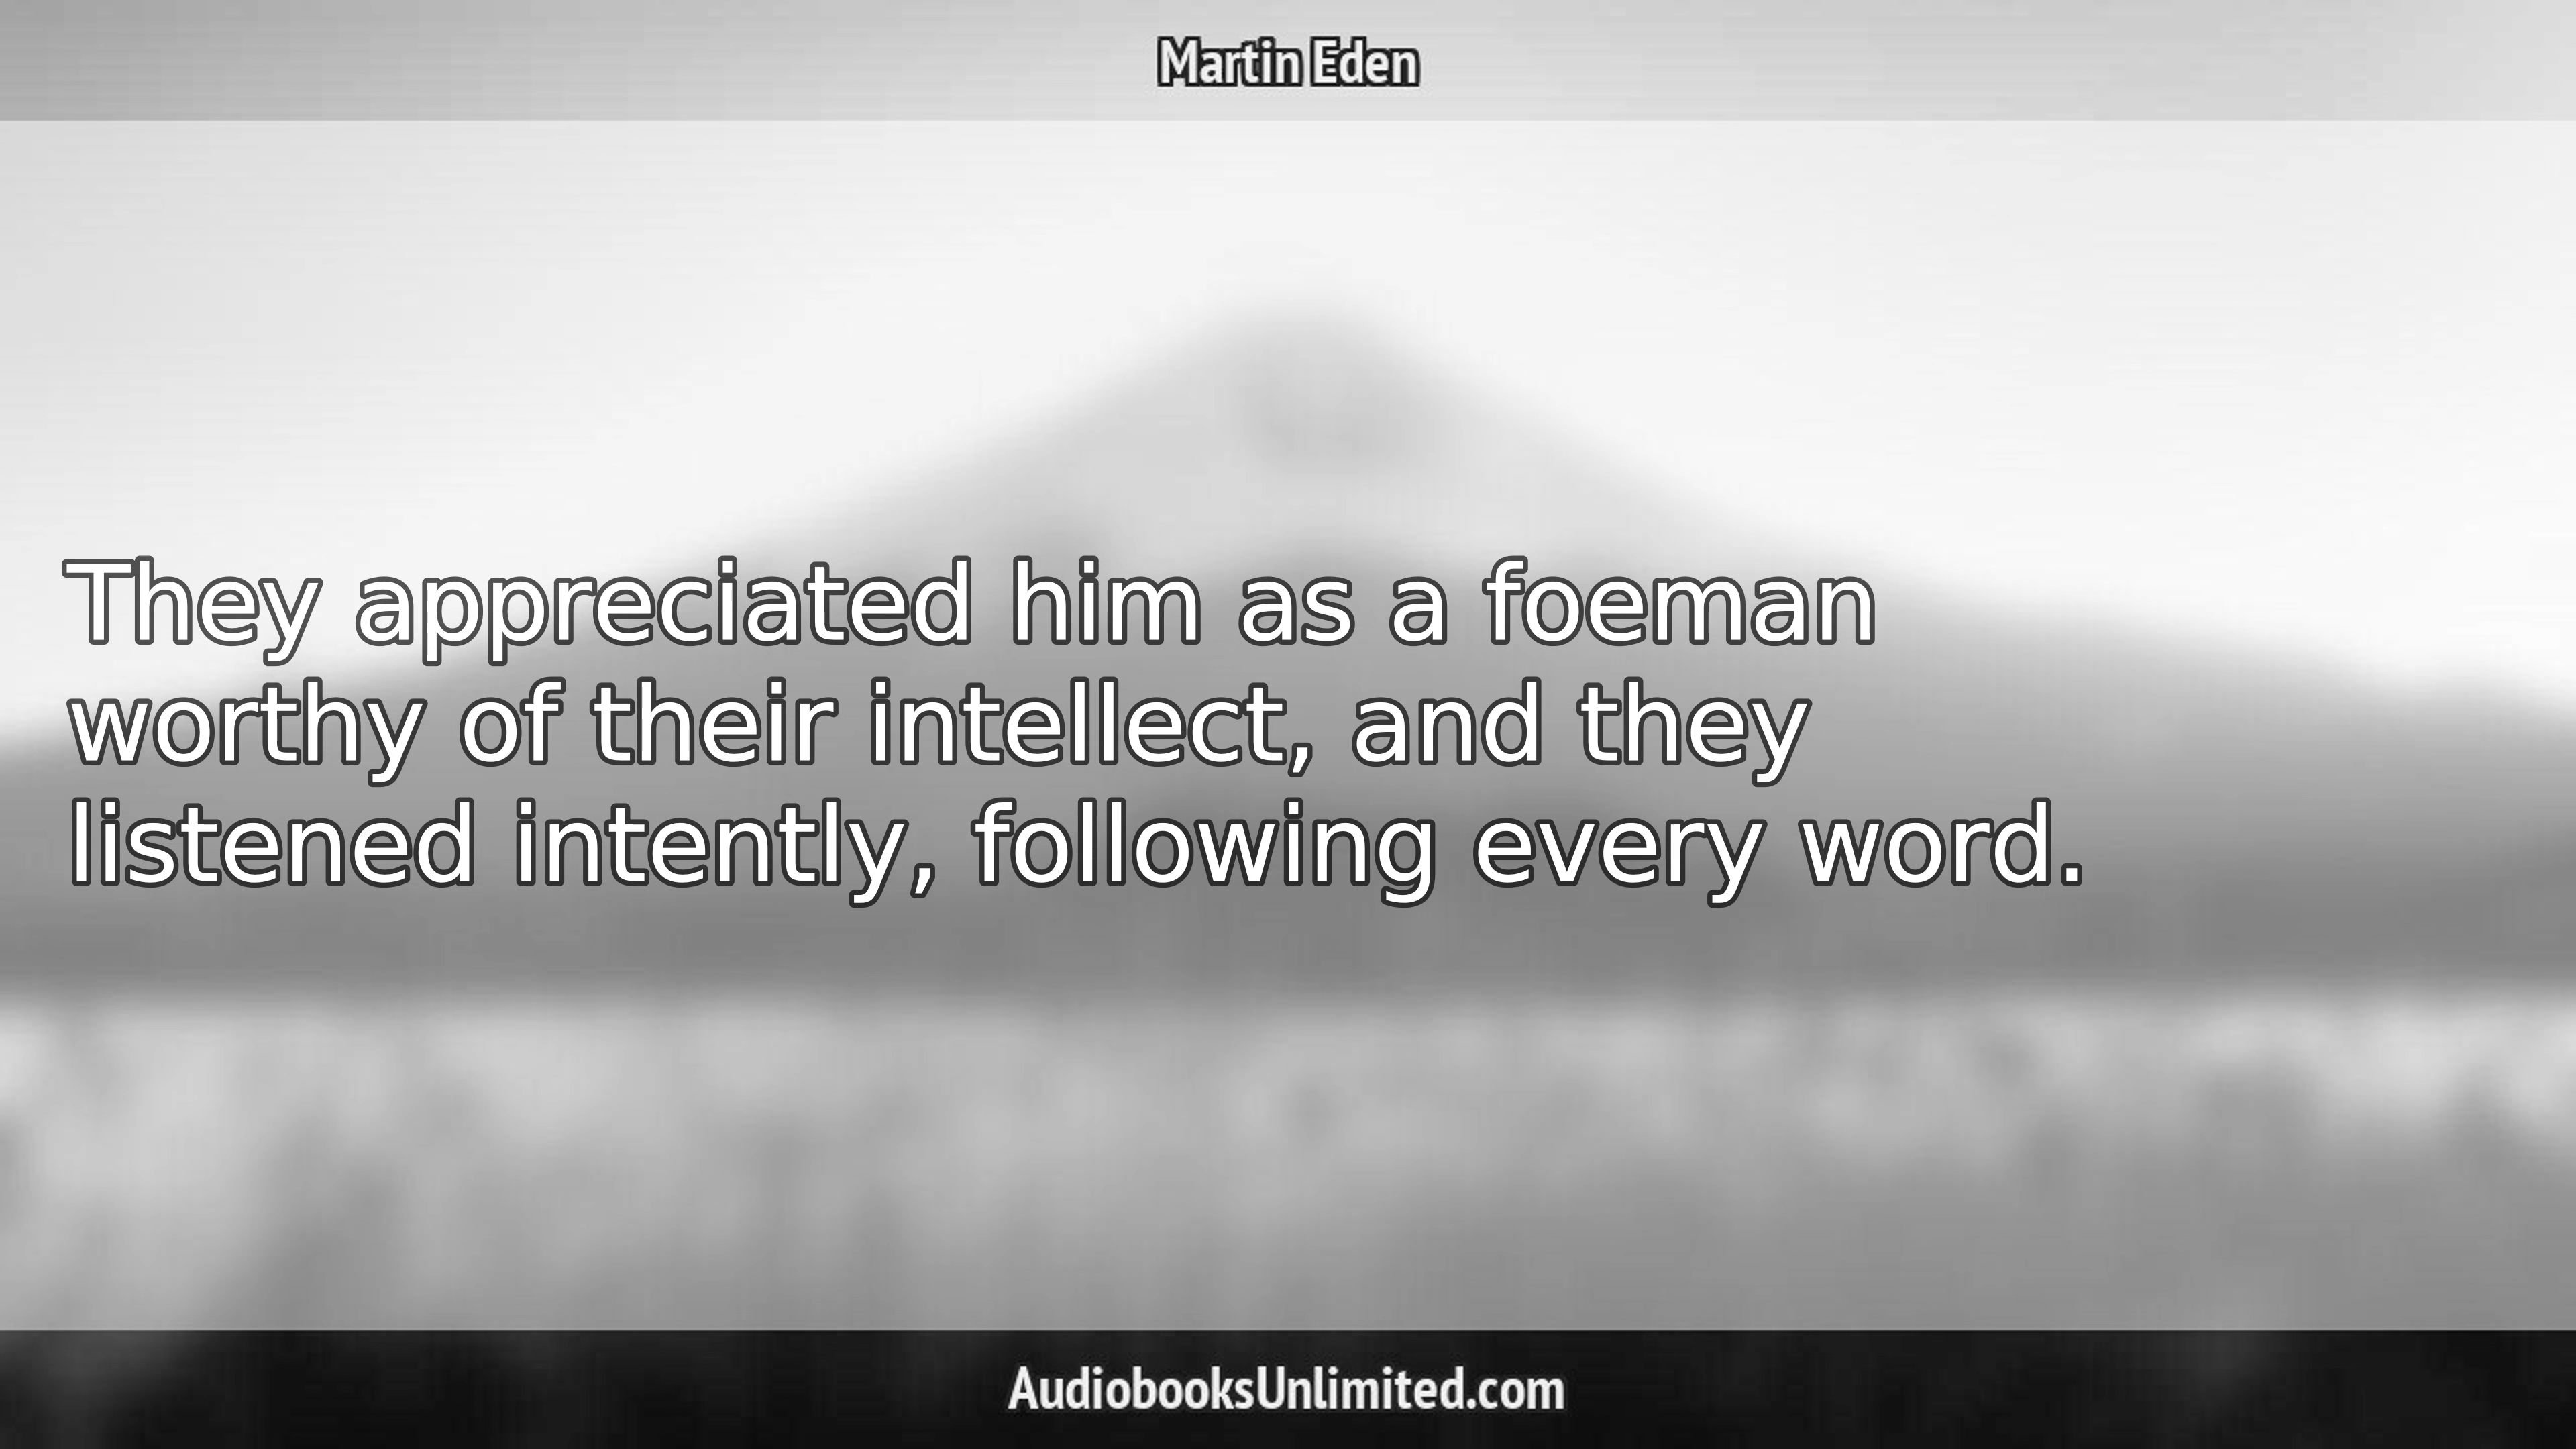 Martin Eden
They appreciated him as a foeman
worthy of their intellect, and they
listened intently, following every word.
AudiobooksUnlimited.com